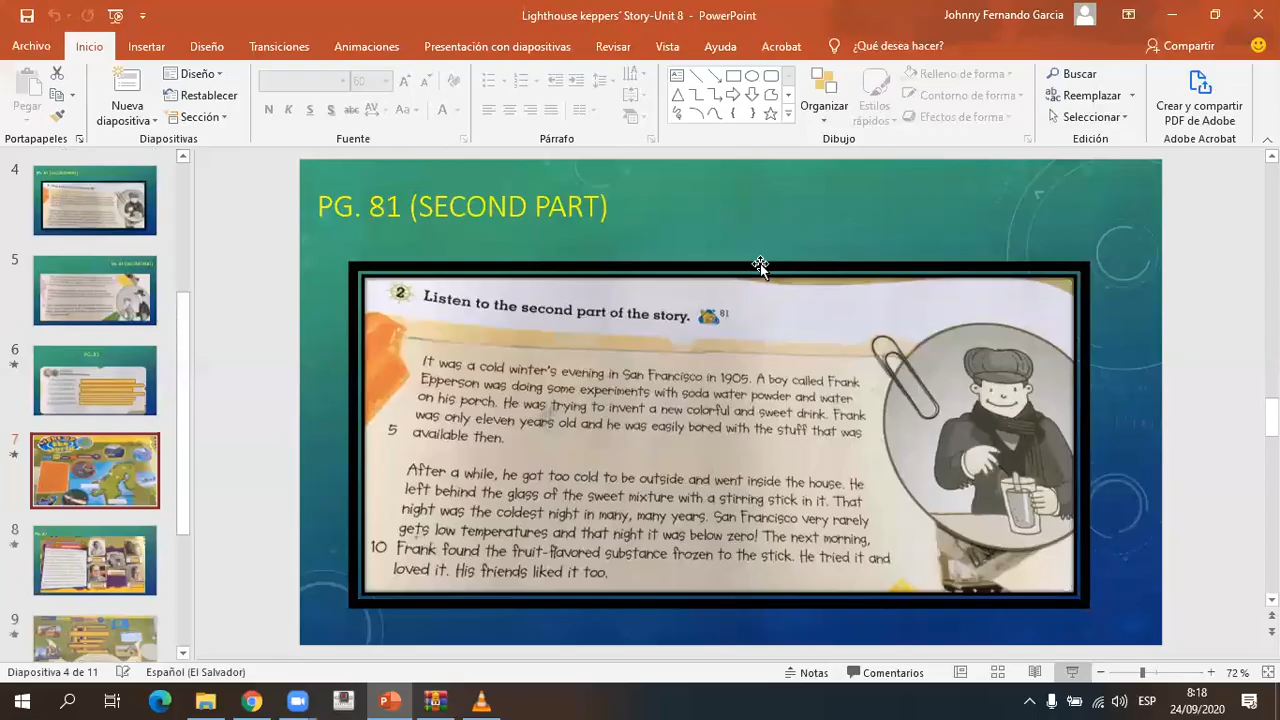 Lighthouse keppers' Story-Unit 8 - PowerPoint
Johnny Fernando Garcia
Archivo Inicio Insertar Diseño Transiciones Animaciones Presentación con diapositivas Revisar Vista Ayuda Acrobat ¿Qué desea hacer? Compartir
Pegar
Nueva
diapositiva
Diseño
Restablecer
Sección
60
N K S S abc AV Aa A
Organizar
Estilos
rápidos
Relleno de forma
Contorno de forma
Efectos de forma
Buscar
Reemplazar
Seleccionar
Crear y compartir
PDF de Adobe
Portapapeles Diapositivas Fuente Párrafo Dibujo Edición Adobe Acrobat
4
5
6
PG. 81
7
8
9
PG. 81 (SECOND PART)
2 Listen to the second part of the story. 81
It was a cold winter's evening in San Francisco in 1905. A boy called Frank
Epperson was doing some experiments with soda water powder and water
on his porch. He was trying to invent a new colorful and sweet drink. Frank
was only eleven years old and he was easily bored with the stuff that was
5 available then.
After a while, he got too cold to be outside and went inside the house. He
left behind the glass of the sweet mixture with a stirring stick in it. That
night was the coldest night in many, many years. San Francisco very rarely
gets low temperatures and that night it was below zero! The next morning,
10 Frank found the fruit-flavored substance frozen to the stick. He tried it and
loved it. His friends liked it too.
Diapositiva 4 de 11 Español (El Salvador) Notas Comentarios 72 %
ESP
8:18
24/09/2020